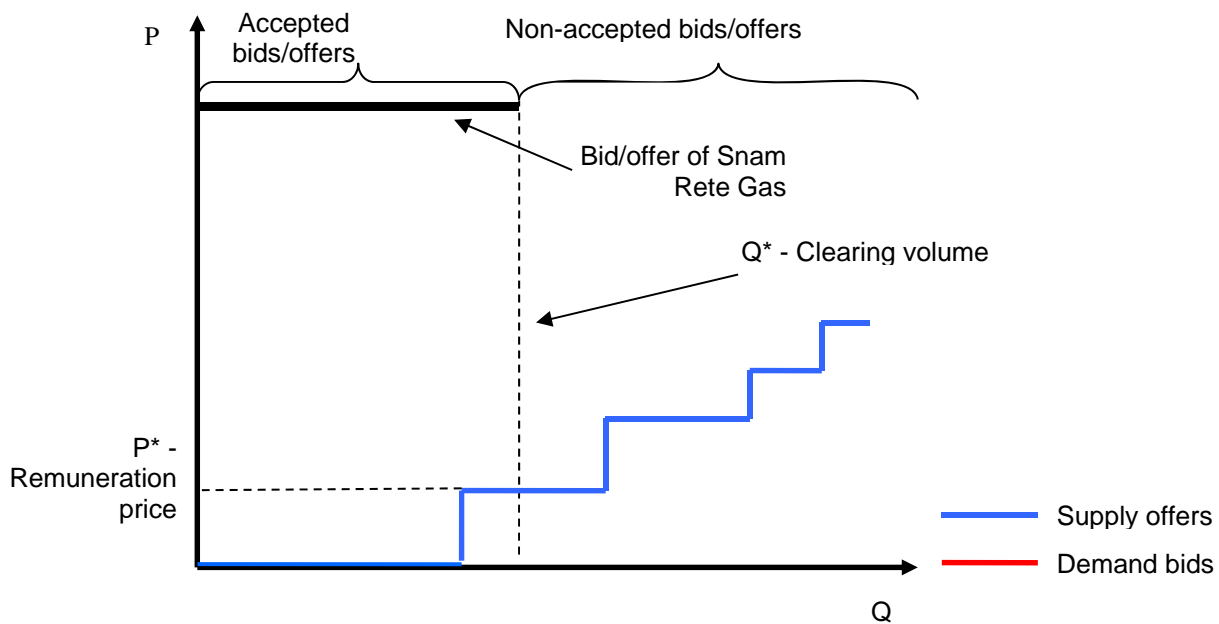 P
Accepted
bids/offers
Non-accepted bids/offers
Bid/offer of Snam
Rete Gas
Q* - Clearing volume
P* -
Remuneration
price
Supply offers
Demand bids
Q